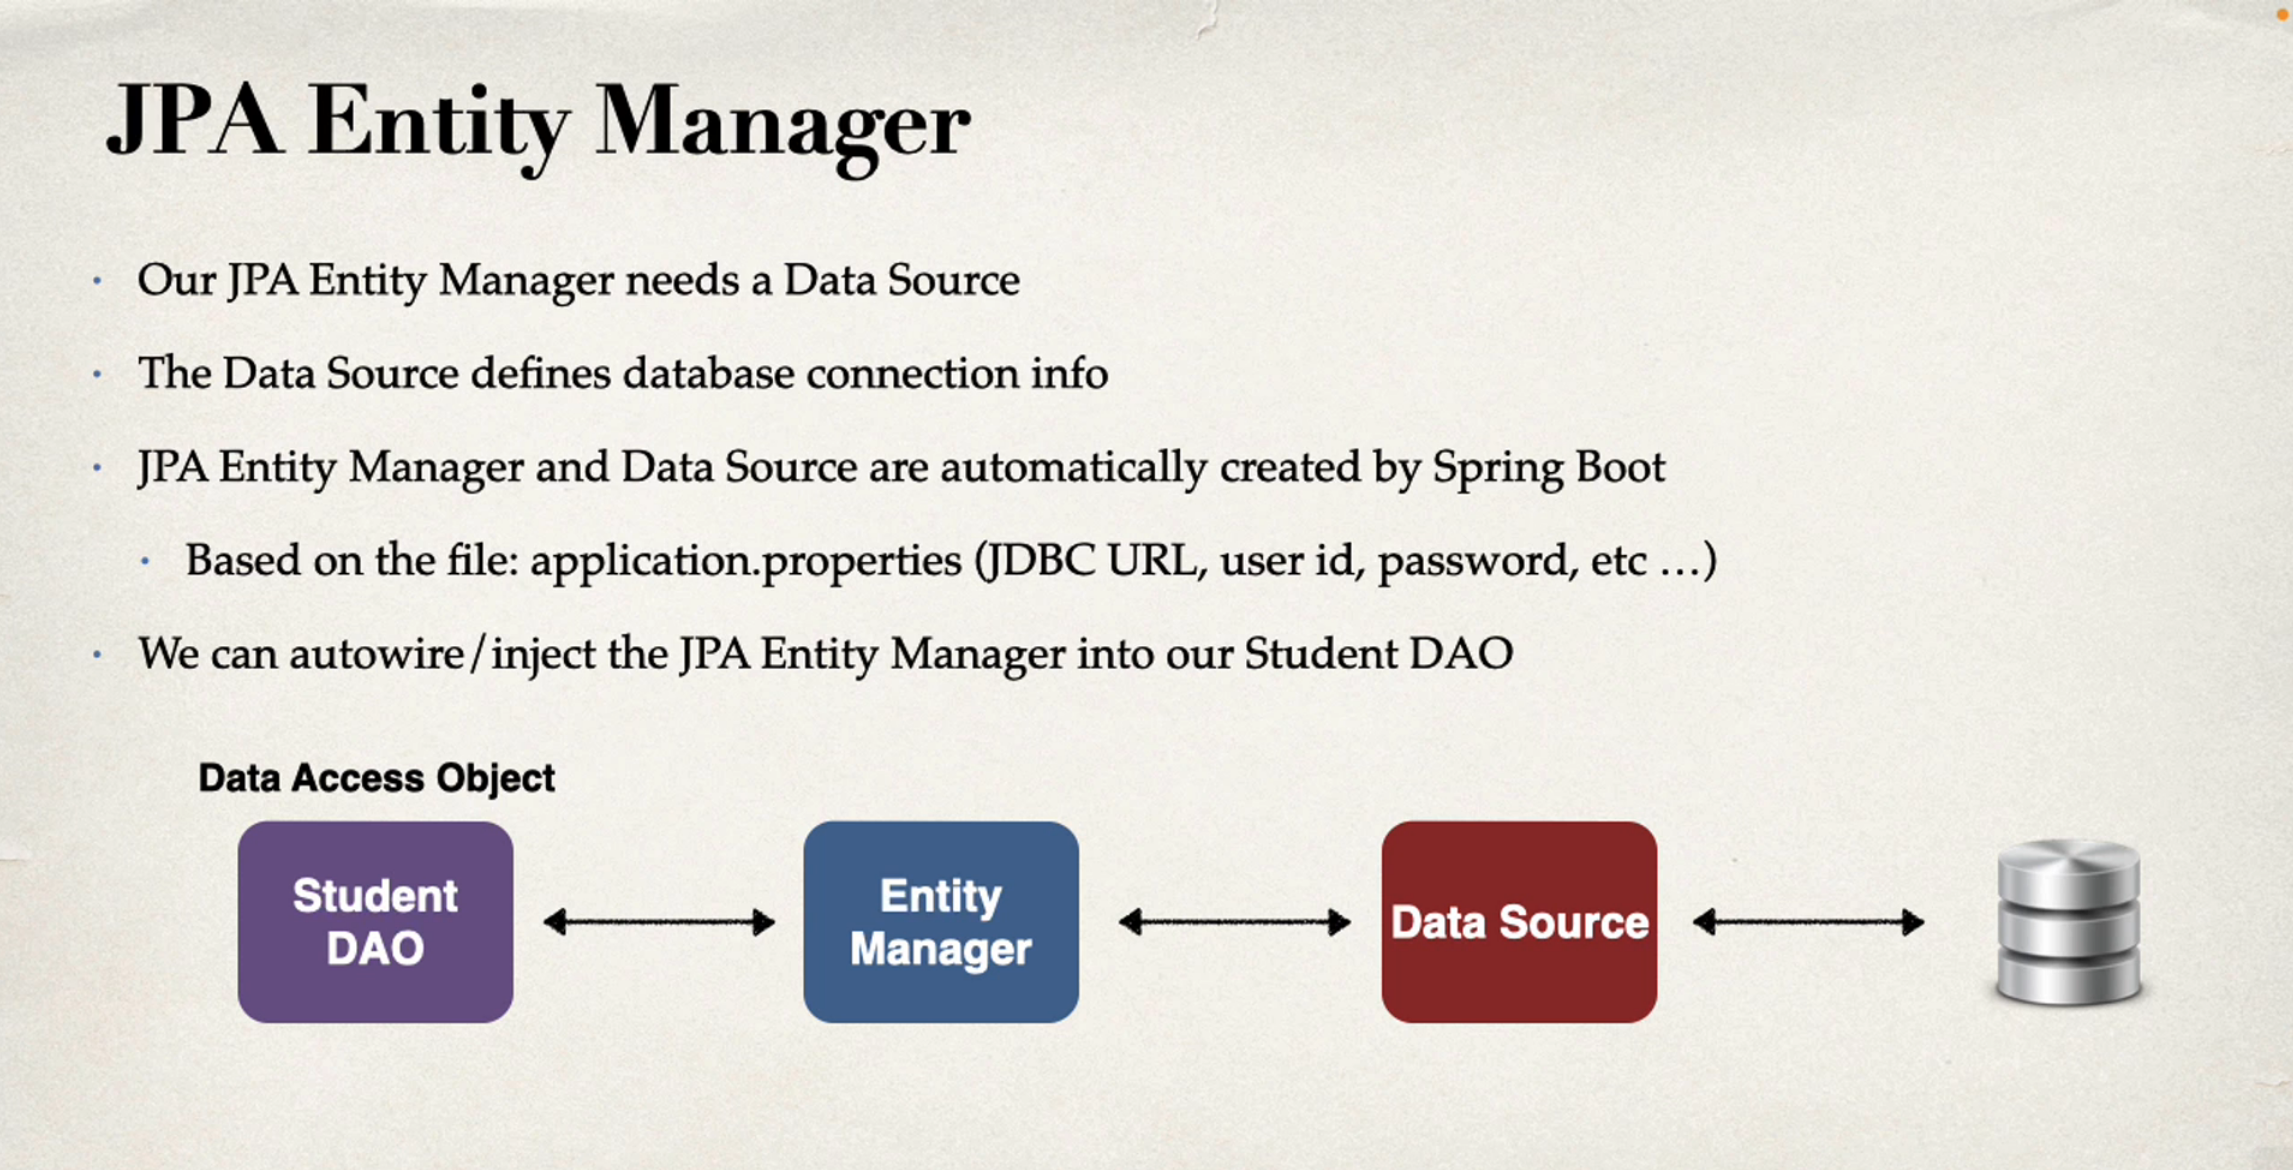 JPA Entity Manager
· Our JPA Entity Manager needs a Data Source
· The Data Source defines database connection info
· JPA Entity Manager and Data Source are automatically created by Spring Boot
· Based on the file: application.properties (JDBC URL, user id, password, etc ...)
· We can autowire/inject the JPA Entity Manager into our Student DAO
Data Access Object
Student
DAO
Entity
Manager
Data Source